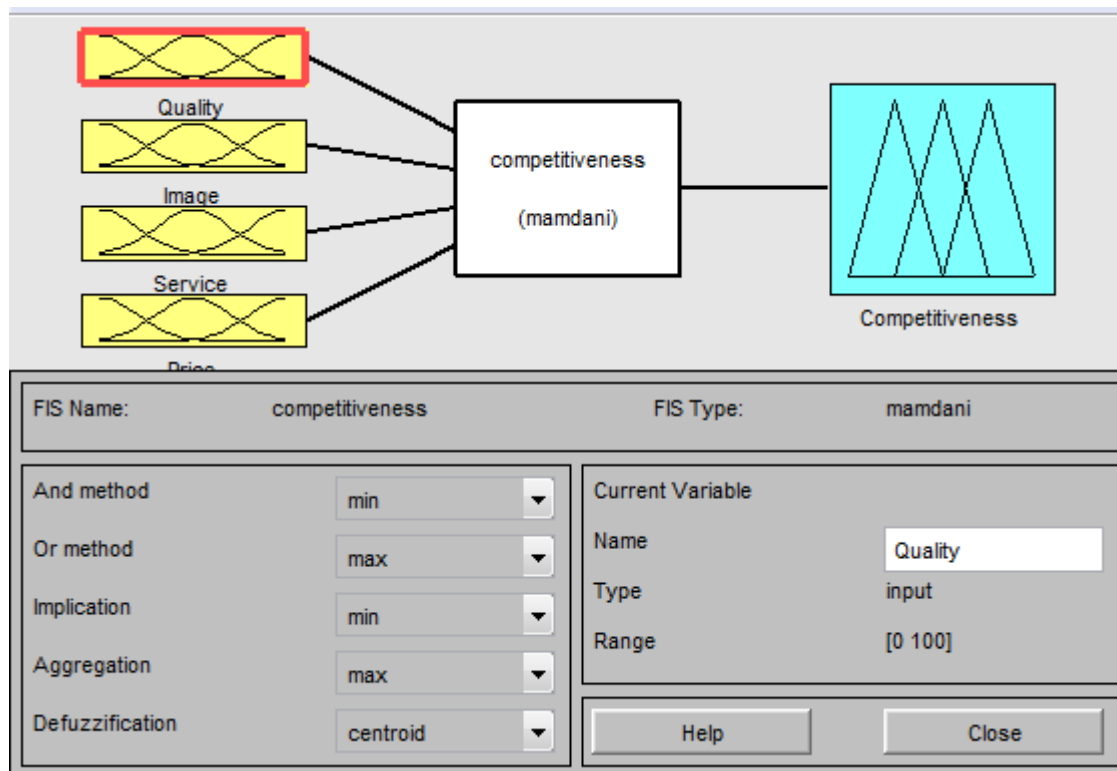 Quality
Image
Service
Price
competitiveness
(mamdani)
Competitiveness
FIS Name: competitiveness FIS Type: mamdani
And method min
Or method max
Implication min
Aggregation max
Defuzzification centroid
Current Variable
Name Quality
Type input
Range [0 100]
Help Close